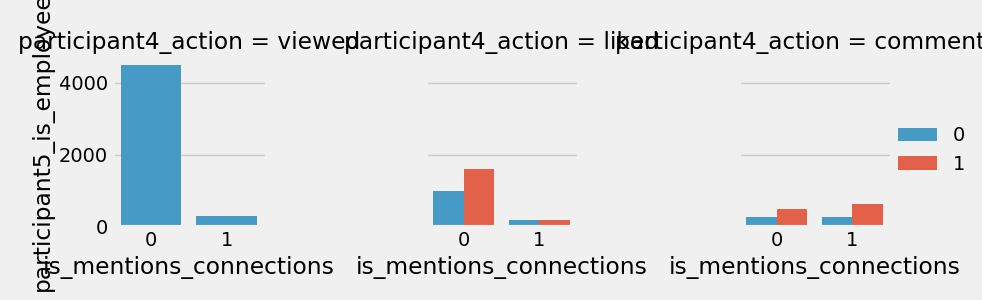 participant4_action = viewed
participant4_action = liked
participant4_action = comment
participant5_is_employee
4000
2000
0
0 1
0 1
0 1
is_mentions_connections
is_mentions_connections
is_mentions_connections
0
1